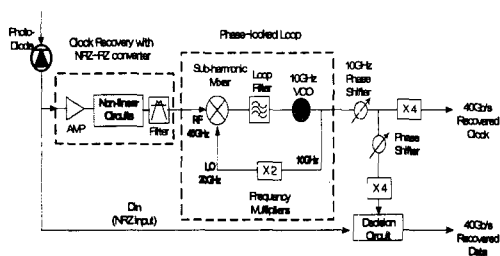 Photo-
Diode
Clock Recovery with
NRZ-RZ converter
AMP
Non-linear
Circuits
Filter
Phase-locked Loop
Sub-harmonic
Mixer
Loop
Filter
10GHz
VCO
RF
40GHz
LO
20GHz
X2
10GHz
Frequency
Multipliers
10GHz
Phase
Shifter
X4
40Gb/s
Recovered
Clock
Phase
Shifter
X4
Din
(NRZ input)
Decision
Circuit
40Gb/s
Recovered
Data